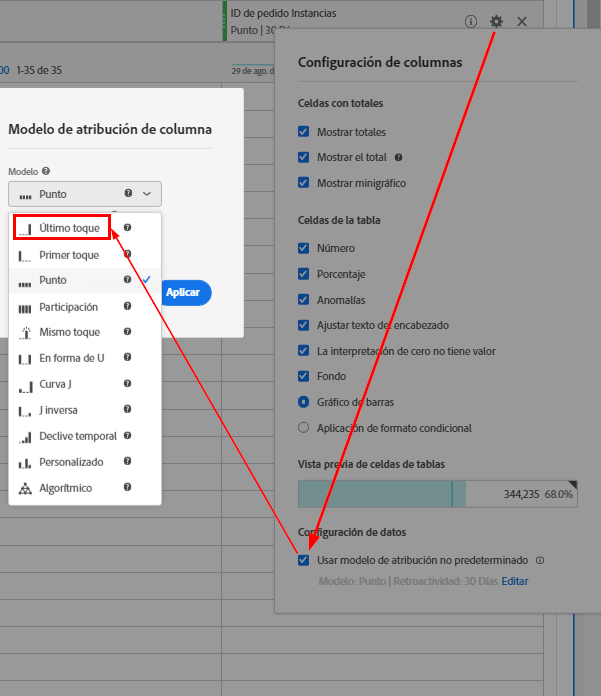 ID de pedido Instancias
Punto | 30
00 1-35 de 35
29 de ago. d
Configuración de columnas
Celdas con totales
Mostrar totales
Mostrar el total
Mostrar minigráfico
Celdas de la tabla
Número
Porcentaje
Anomalías
Ajustar texto del encabezado
La interpretación de cero no tiene valor
Fondo
Gráfico de barras
Aplicación de formato condicional
Vista previa de celdas de tablas
344,235 68.0%
Configuración de datos
Usar modelo de atribución no predeterminado
Modelo: Punto | Retroactividad: 30 Días Editar
Modelo de atribución de columna
Modelo
Punto
Último toque
Primer toque
Punto
Participación
Mismo toque
En forma de U
Curva J
J inversa
Declive temporal
Personalizado
Algorítmico
Aplicar